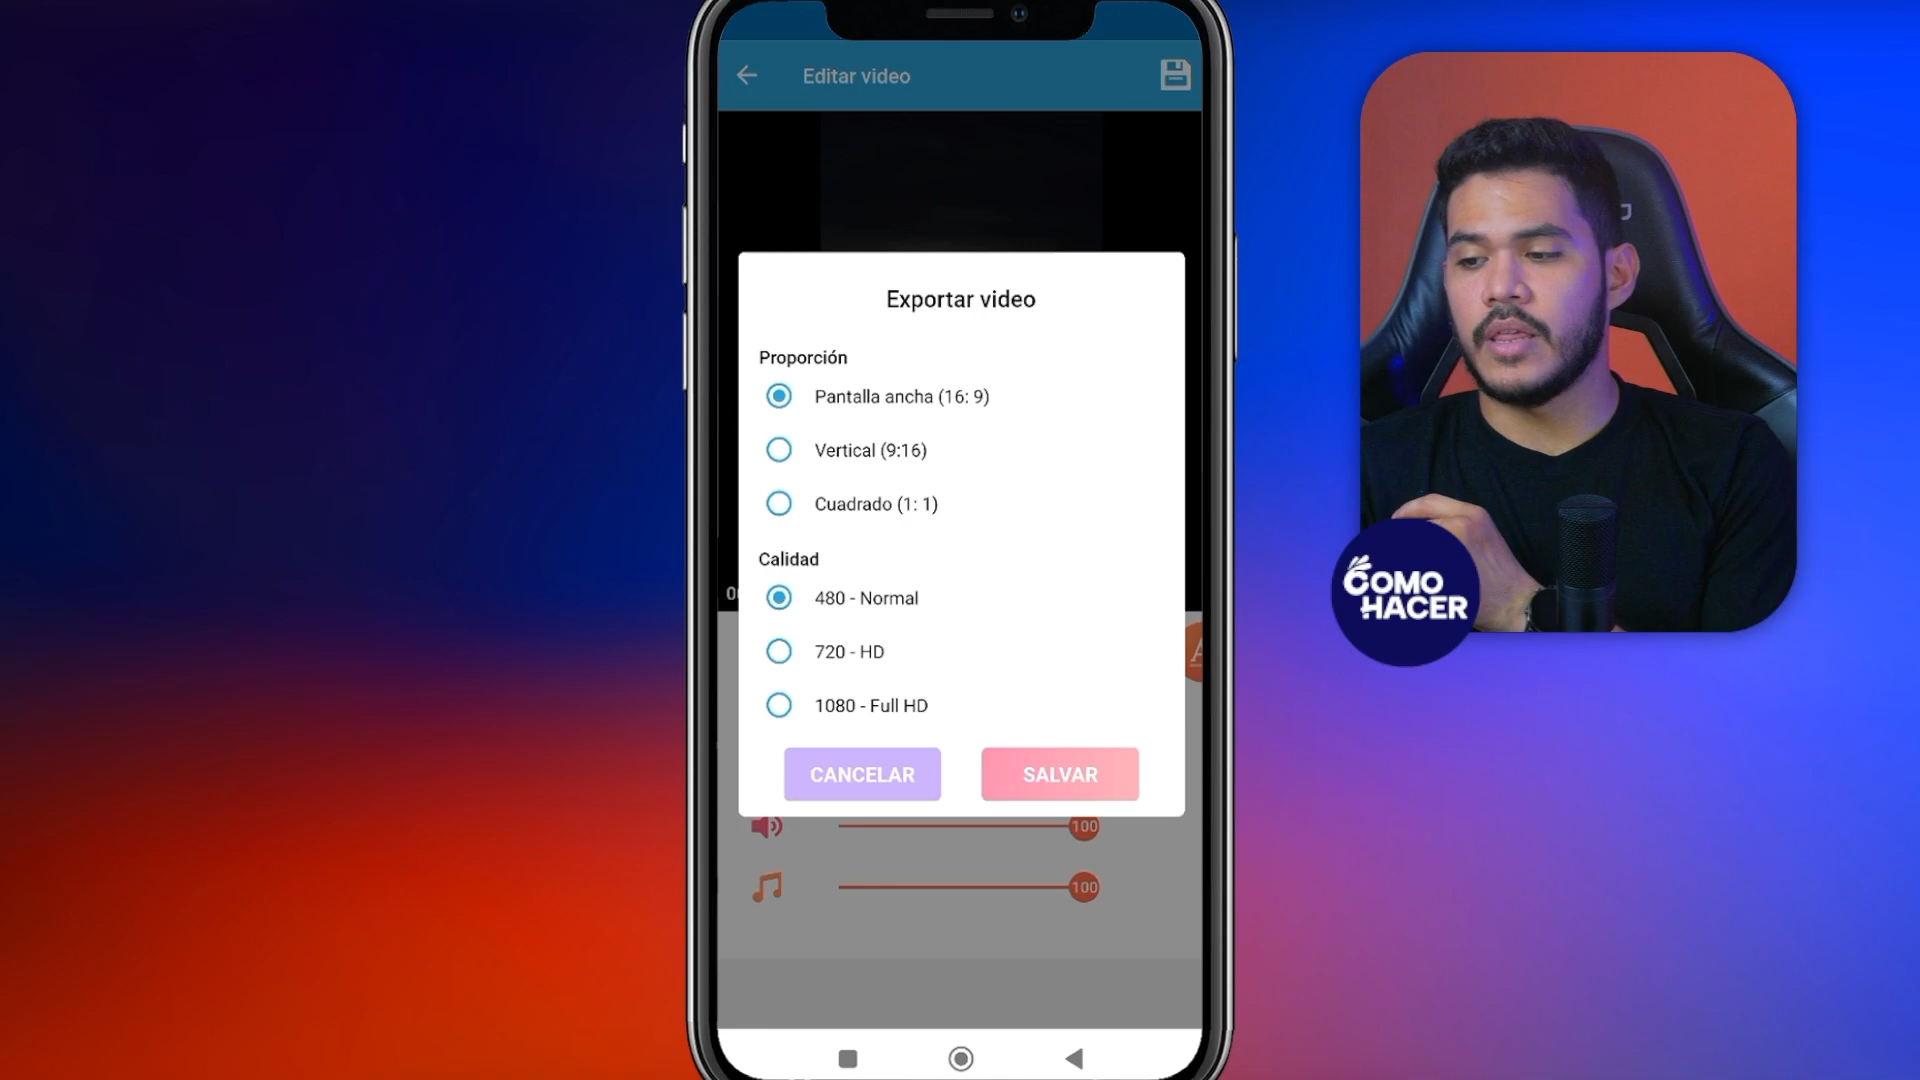 Editar video
Exportar video
Proporción
Pantalla ancha (16: 9)
Vertical (9:16)
Cuadrado (1: 1)
Calidad
480 - Normal
720 - HD
1080 - Full HD
CANCELAR
SALVAR
100
100
COMO
HACER